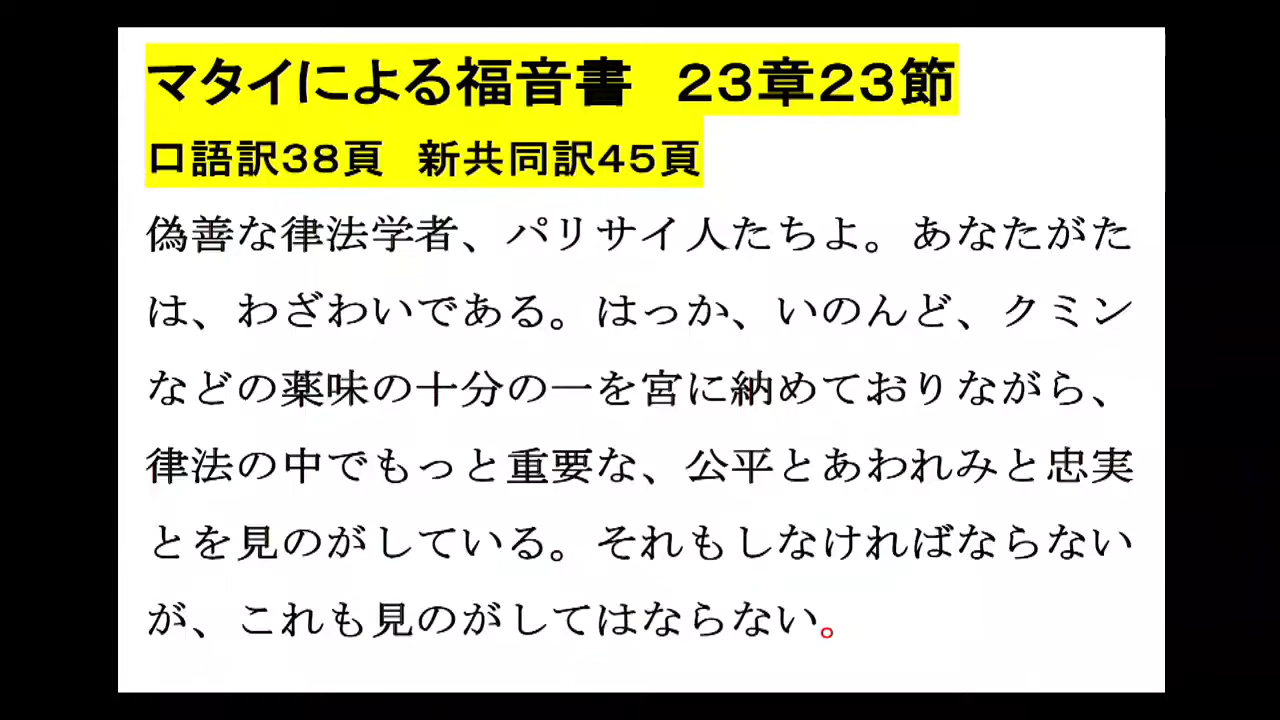 マタイによる福音書　２３章２３節
口語訳３８頁　新共同訳４５頁
偽善な律法学者、パリサイ人たちよ。あなたがた
は、わざわいである。はっか、いのんど、クミン
などの薬味の十分の一を宮に納めておりながら、
律法の中でもっと重要な、公平とあわれみと忠実
とを見のがしている。それもしなければならない
が、これも見のがしてはならない。